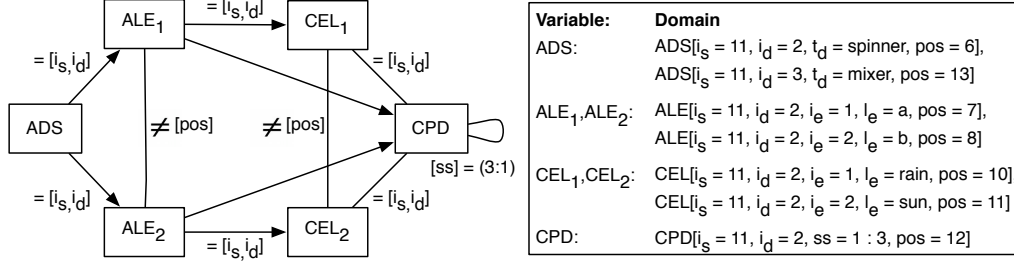 ALE1
= [is,id]
CEL1
= [is,id]
= [is,id]
ADS
≠ [pos]
≠ [pos]
CPD
[ss] = (3:1)
= [is,id]
= [is,id]
ALE2
= [is,id]
CEL2
Variable: Domain
ADS: ADS[is = 11, id = 2, td = spinner, pos = 6],
ADS[is = 11, id = 3, td = mixer, pos = 13]
ALE1,ALE2: ALE[is = 11, id = 2, ie = 1, le = a, pos = 7],
ALE[is = 11, id = 2, ie = 2, le = b, pos = 8]
CEL1,CEL2: CEL[is = 11, id = 2, ie = 1, le = rain, pos = 10]
CEL[is = 11, id = 2, ie = 2, le = sun, pos = 11]
CPD: CPD[is = 11, id = 2, ss = 1 : 3, pos = 12]